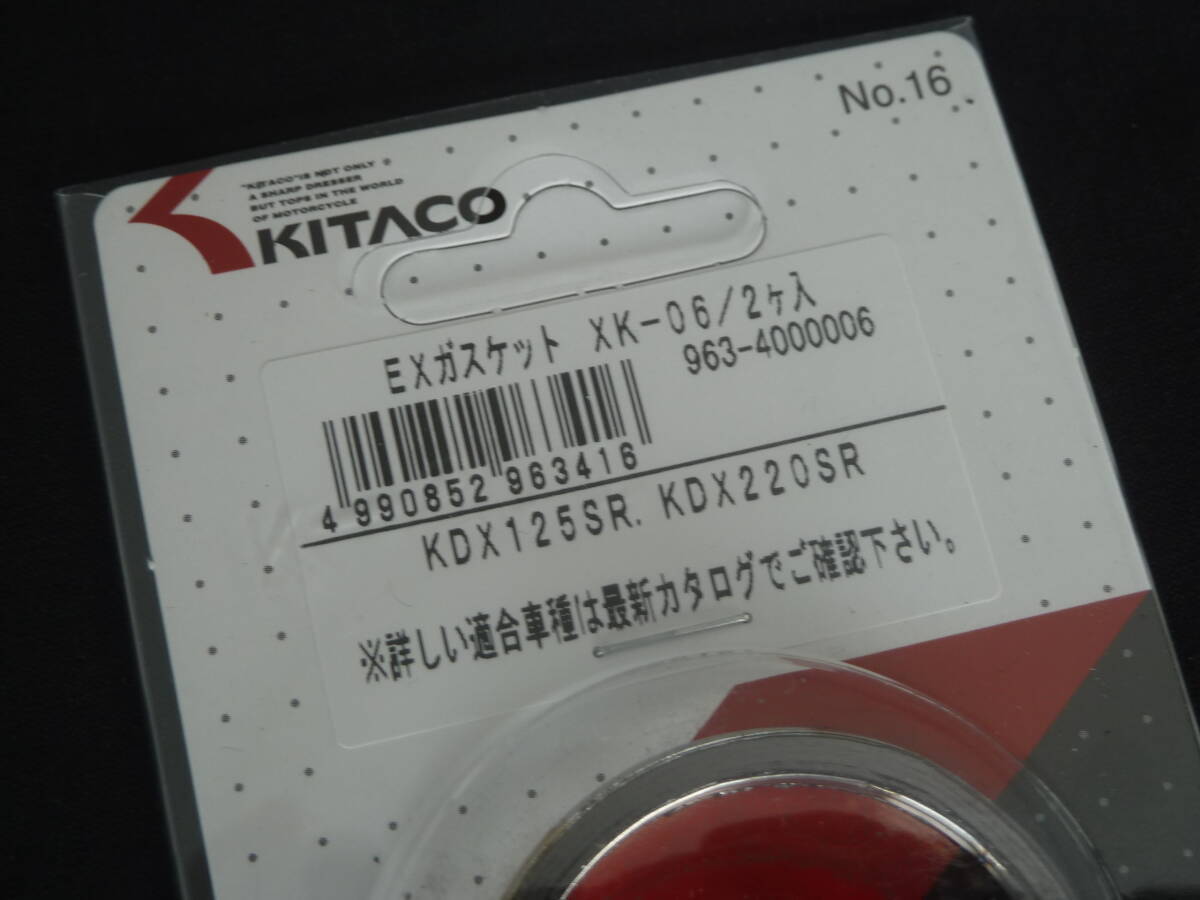 No.16
"KITACO" IS NOT ONLY
A SHARP DRESSER
BUT TOPS IN THE WORLD
OF MOTORCYCLE
KITACO
EXガスケット XK-06/2ケ入
963-4000006
4 990852 963416
KDX125SR. KDX220SR
※詳しい適合車種は最新カタログでご確認下さい。